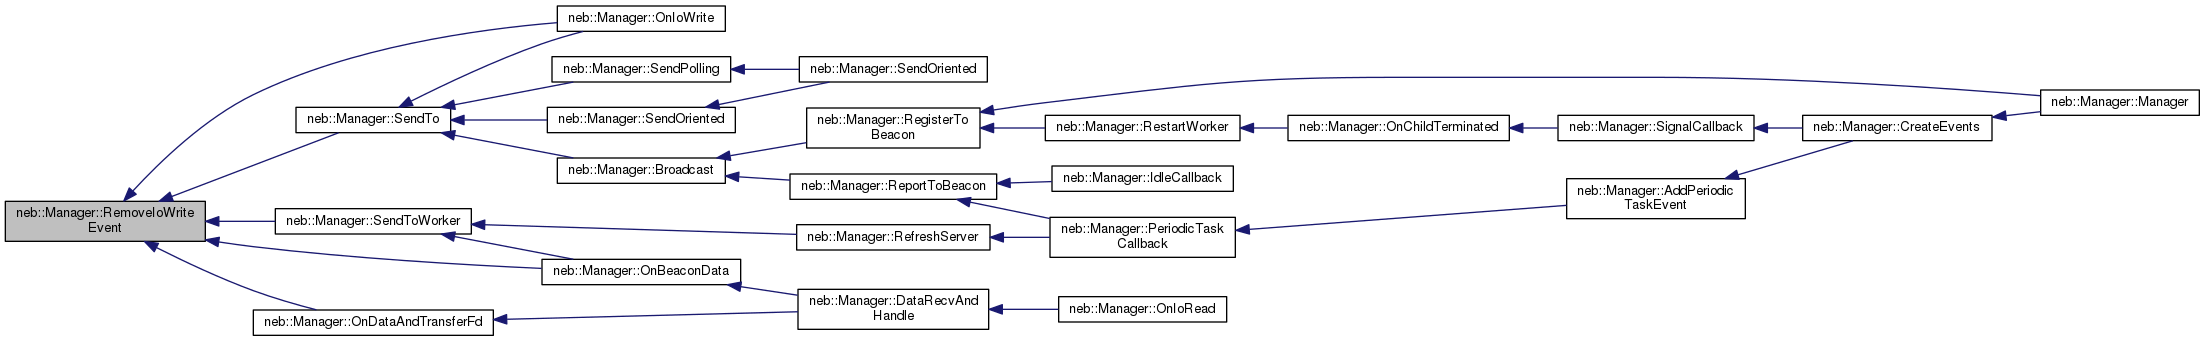 neb::Manager::OnIoWrite
neb::Manager::SendPolling
neb::Manager::SendOriented
neb::Manager::Manager
neb::Manager::SendTo
neb::Manager::SendOriented
neb::Manager::RegisterTo
Beacon
neb::Manager::RestartWorker
neb::Manager::OnChildTerminated
neb::Manager::SignalCallback
neb::Manager::CreateEvents
neb::Manager::Broadcast
neb::Manager::ReportToBeacon
neb::Manager::IdleCallback
neb::Manager::AddPeriodic
TaskEvent
neb::Manager::RemoveIoWrite
Event
neb::Manager::SendToWorker
neb::Manager::RefreshServer
neb::Manager::PeriodicTask
Callback
neb::Manager::OnBeaconData
neb::Manager::DataRecvAnd
Handle
neb::Manager::OnIoRead
neb::Manager::OnDataAndTransferFd